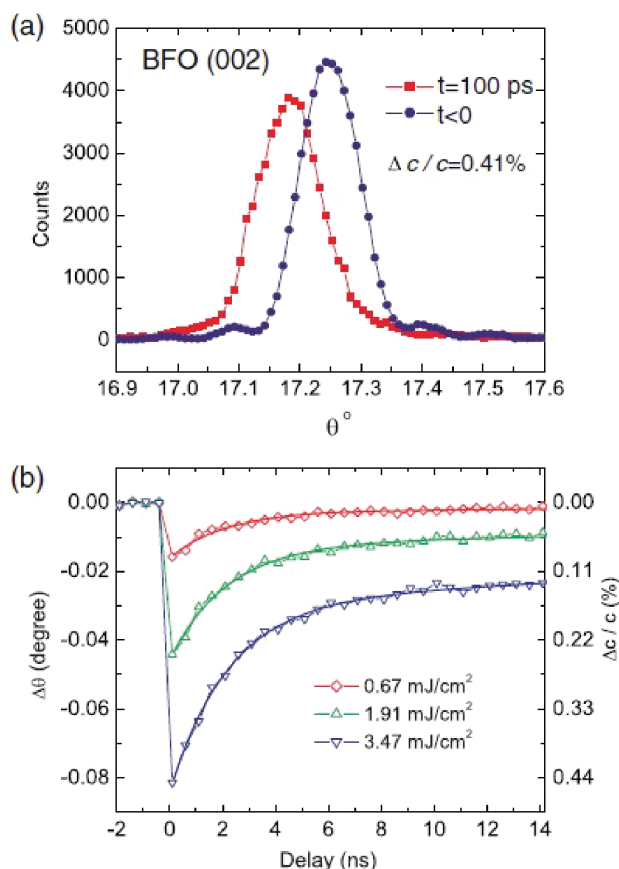 (a)
BFO (002)
t=100 ps
t<0
Δc/c=0.41%
5000
4000
3000
2000
1000
0
Counts
16.9 17.0 17.1 17.2 17.3 17.4 17.5 17.6
θ°
(b)
0.00
-0.02
-0.04
-0.06
-0.08
Δθ (degree)
0.00
0.11
0.22
0.33
0.44
Δc / c (%)
0.67 mJ/cm²
1.91 mJ/cm²
3.47 mJ/cm²
-2 0 2 4 6 8 10 12 14
Delay (ns)